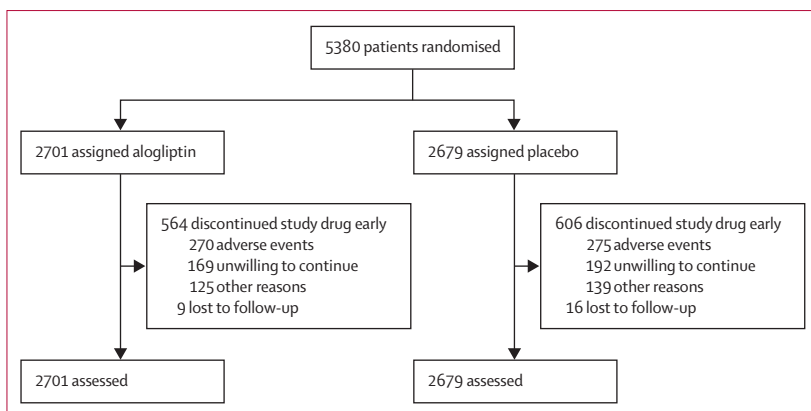 5380 patients randomised
2701 assigned alogliptin
2679 assigned placebo
564 discontinued study drug early
270 adverse events
169 unwilling to continue
125 other reasons
9 lost to follow-up
606 discontinued study drug early
275 adverse events
192 unwilling to continue
139 other reasons
16 lost to follow-up
2701 assessed
2679 assessed